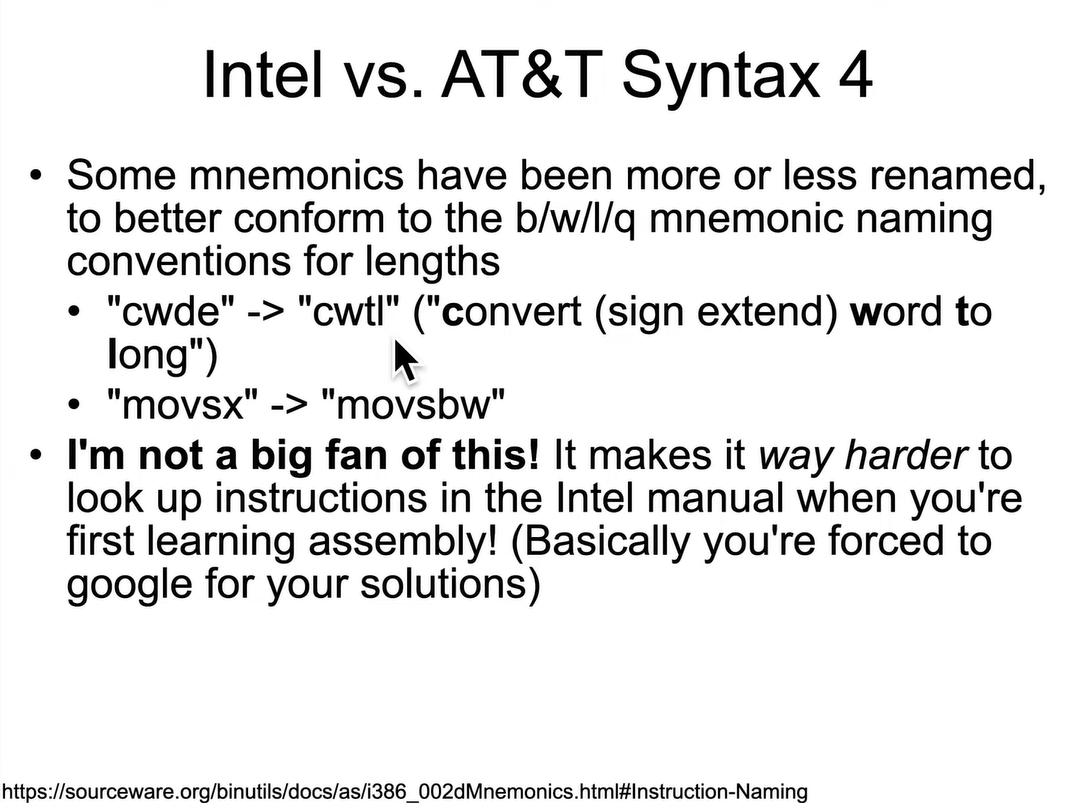 Intel vs. AT&T Syntax 4
• Some mnemonics have been more or less renamed,
to better conform to the b/w/l/q mnemonic naming
conventions for lengths
• "cwde" -> "cwtl" ("convert (sign extend) word to
long")
• "movsx" -> "movsbw"
• I'm not a big fan of this! It makes it way harder to
look up instructions in the Intel manual when you're
first learning assembly! (Basically you're forced to
google for your solutions)
https://sourceware.org/binutils/docs/as/i386_002dMnemonics.html#Instruction-Naming